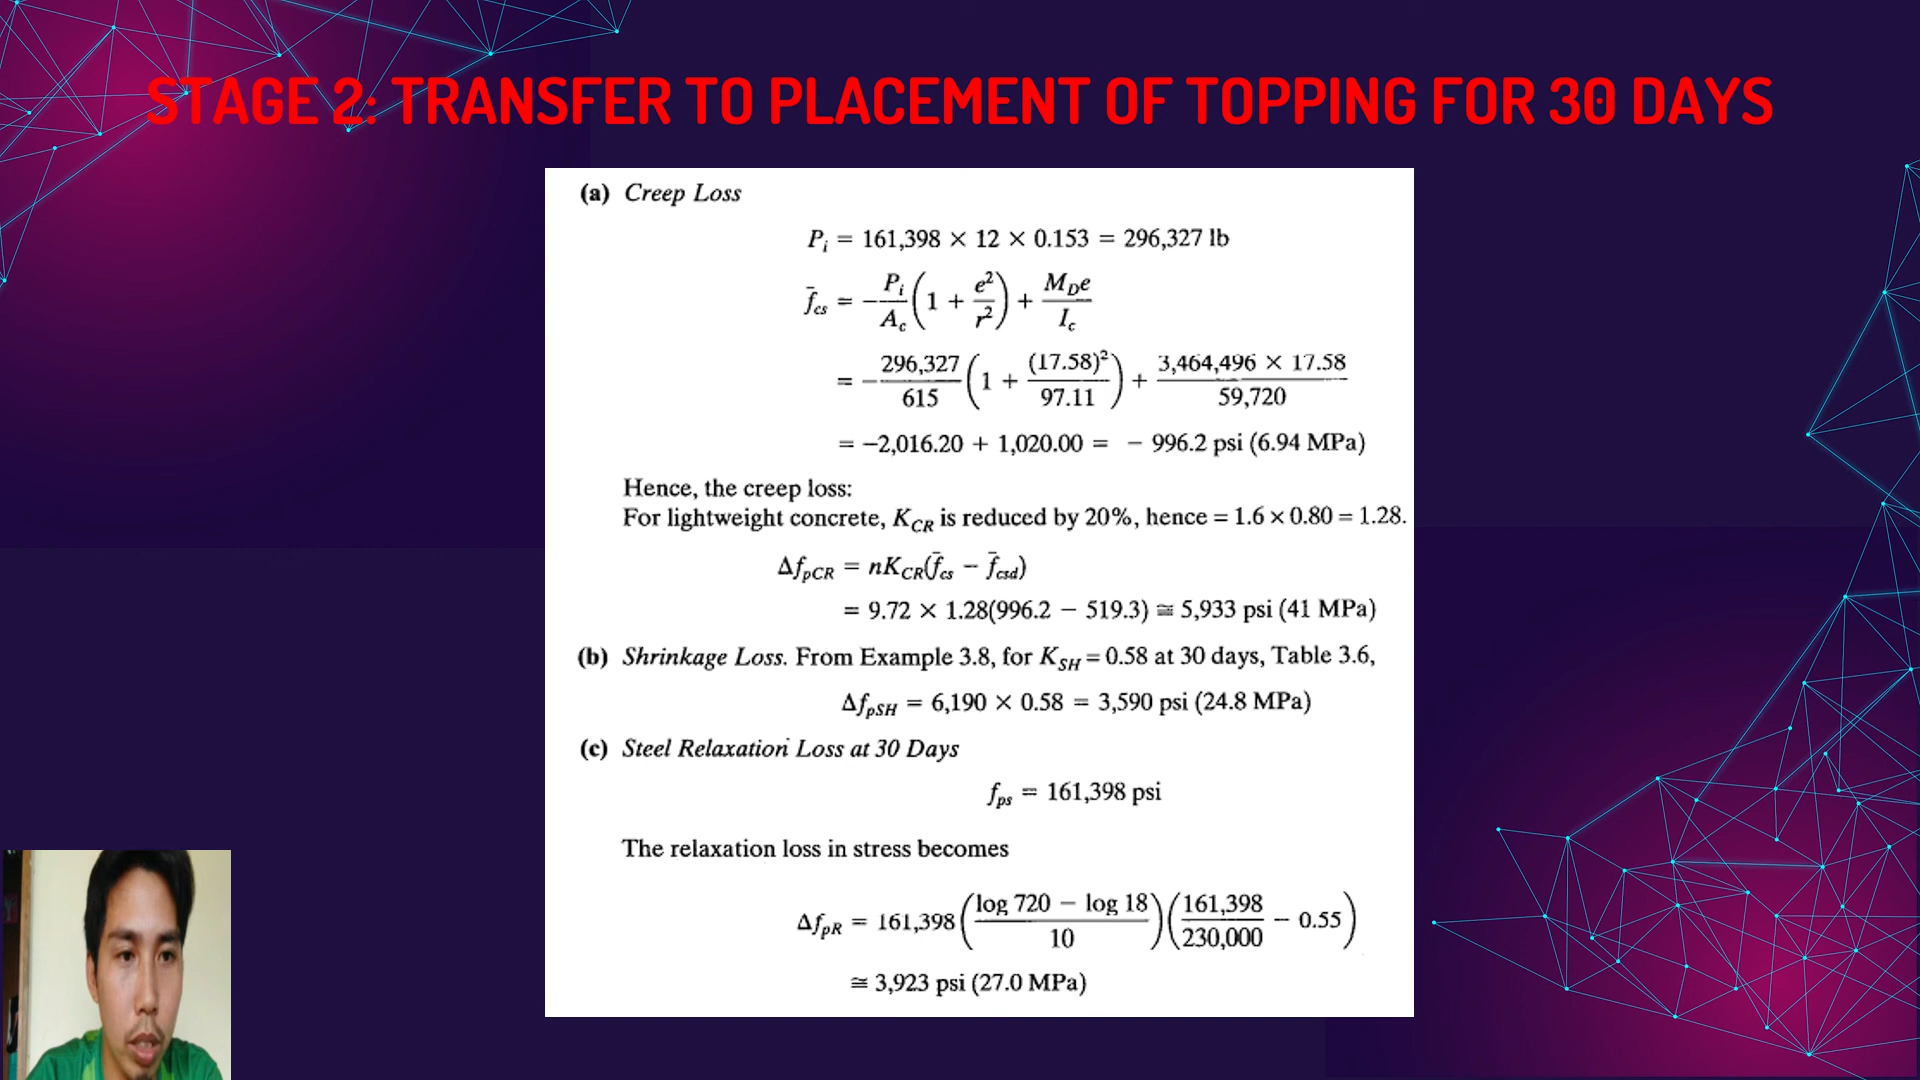 STAGE 2: TRANSFER TO PLACEMENT OF TOPPING FOR 30 DAYS
(a) Creep Loss
P_i = 161,398 × 12 × 0.153 = 296,327 lb
f̄_cs = −P_i/A_c (1 + e²/r²) + M_D e/I_c
= −296,327/615 (1 + (17.58)²/97.11) + 3,464,496 × 17.58/59,720
= −2,016.20 + 1,020.00 = − 996.2 psi (6.94 MPa)
Hence, the creep loss:
For lightweight concrete, K_CR is reduced by 20%, hence = 1.6 × 0.80 = 1.28.
Δf_pCR = nK_CR(f̄_cs − f̄_csd)
= 9.72 × 1.28(996.2 − 519.3) ≅ 5,933 psi (41 MPa)
(b) Shrinkage Loss. From Example 3.8, for K_SH = 0.58 at 30 days, Table 3.6,
Δf_pSH = 6,190 × 0.58 = 3,590 psi (24.8 MPa)
(c) Steel Relaxation Loss at 30 Days
f_ps = 161,398 psi
The relaxation loss in stress becomes
Δf_pR = 161,398 (log 720 − log 18/10)(161,398/230,000 − 0.55)
≅ 3,923 psi (27.0 MPa)